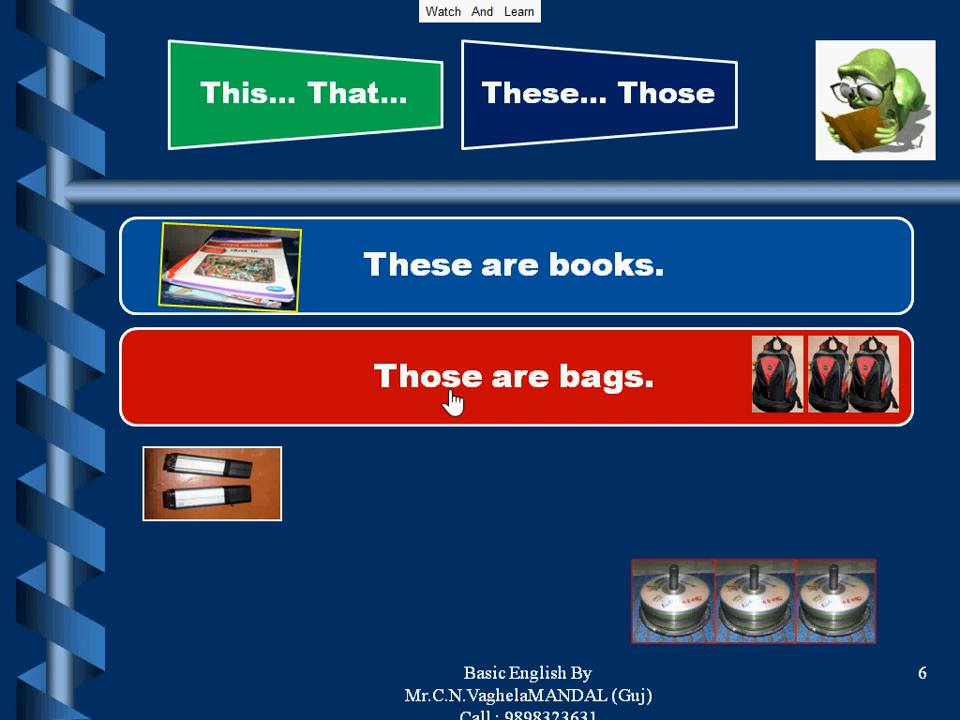 Watch And Learn
This... That...
These... Those
These are books.
Those are bags.
Basic English By
Mr.C.N.VaghelaMANDAL (Guj)
Call : 9898323631
6